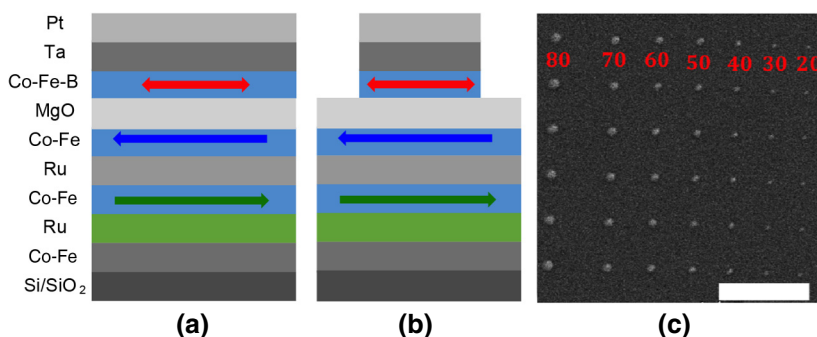 Pt
Ta
Co-Fe-B
MgO
Co-Fe
Ru
Co-Fe
Ru
Co-Fe
Si/SiO₂
80 70 60 50 40 30 20
(a) (b) (c)